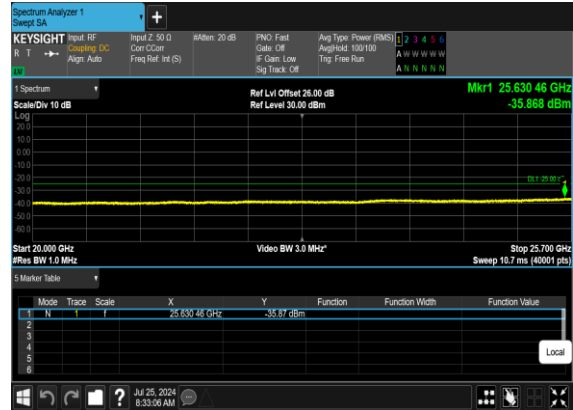 Spectrum Analyzer 1
Swept SA
+
KEYSIGHT Input: RF Input Z: 50 Ω #Atten: 20 dB PNO: Fast Avg Type: Power (RMS) 1 2 3 4 5 6
R T Coupling: DC Corr CCorr Gate: Off Avg|Hold: 100/100 A W W W W W
Align: Auto Freq Ref: Int (S) IF Gain: Low Trig: Free Run
LM Sig Track: Off A N N N N N
1 Spectrum Ref Lvl Offset 26.00 dB Mkr1 25.630 46 GHz
Scale/Div 10 dB Ref Level 30.00 dBm -35.868 dBm
Log
20.0
10.0
0.00
-10.0
-20.0
-30.0
-40.0
-50.0
-60.0
Start 20.000 GHz Video BW 3.0 MHz* Stop 25.700 GHz
#Res BW 1.0 MHz Sweep 10.7 ms (40001 pts)
5 Marker Table
Mode Trace Scale X Y Function Function Width Function Value
1 N 1 f 25.630 46 GHz -35.87 dBm
2
3
4
5
6
Local
? Jul 25, 2024
8:33:06 AM